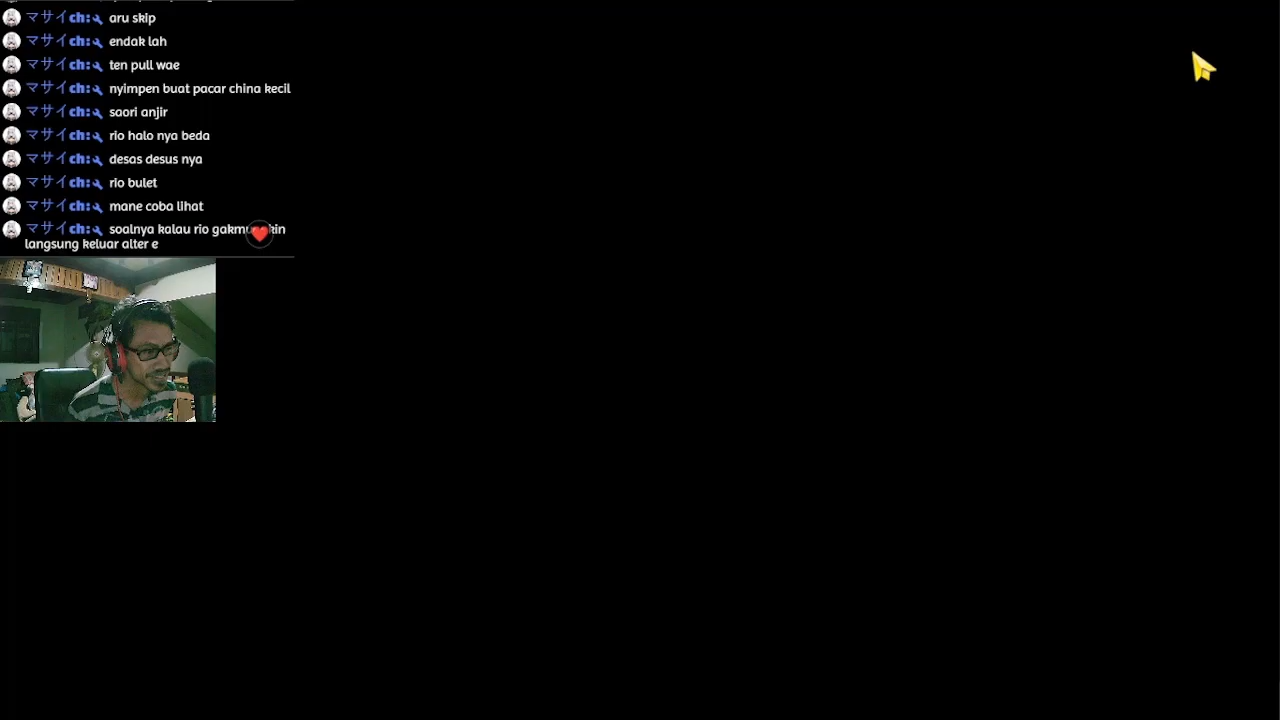 マサイch: aru skip
マサイch: endak lah
マサイch: ten pull wae
マサイch: nyimpen buat pacar china kecil
マサイch: saori anjir
マサイch: rio halo nya beda
マサイch: desas desus nya
マサイch: rio bulet
マサイch: mane coba lihat
マサイch: soalnya kalau rio
langsung keluar alter e